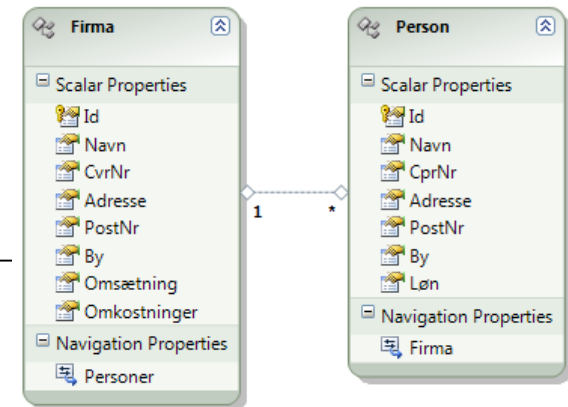 Firma
Scalar Properties
Id
Navn
CvrNr
Adresse
PostNr
By
Omsætning
Omkostninger
Navigation Properties
Personer
1
*
Person
Scalar Properties
Id
Navn
CprNr
Adresse
PostNr
By
Løn
Navigation Properties
Firma